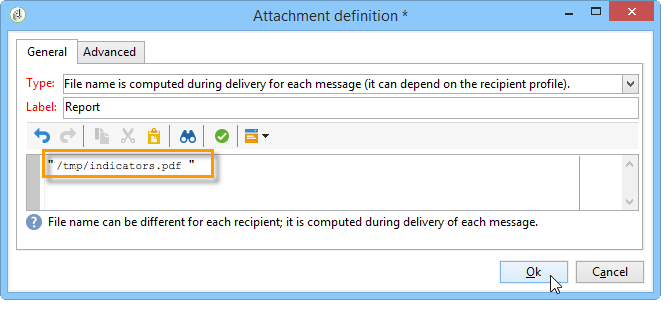 Attachment definition *
General Advanced
Type: File name is computed during delivery for each message (it can depend on the recipient profile).
Label: Report
"/tmp/indicators.pdf "
File name can be different for each recipient; it is computed during delivery of each message.
Ok Cancel